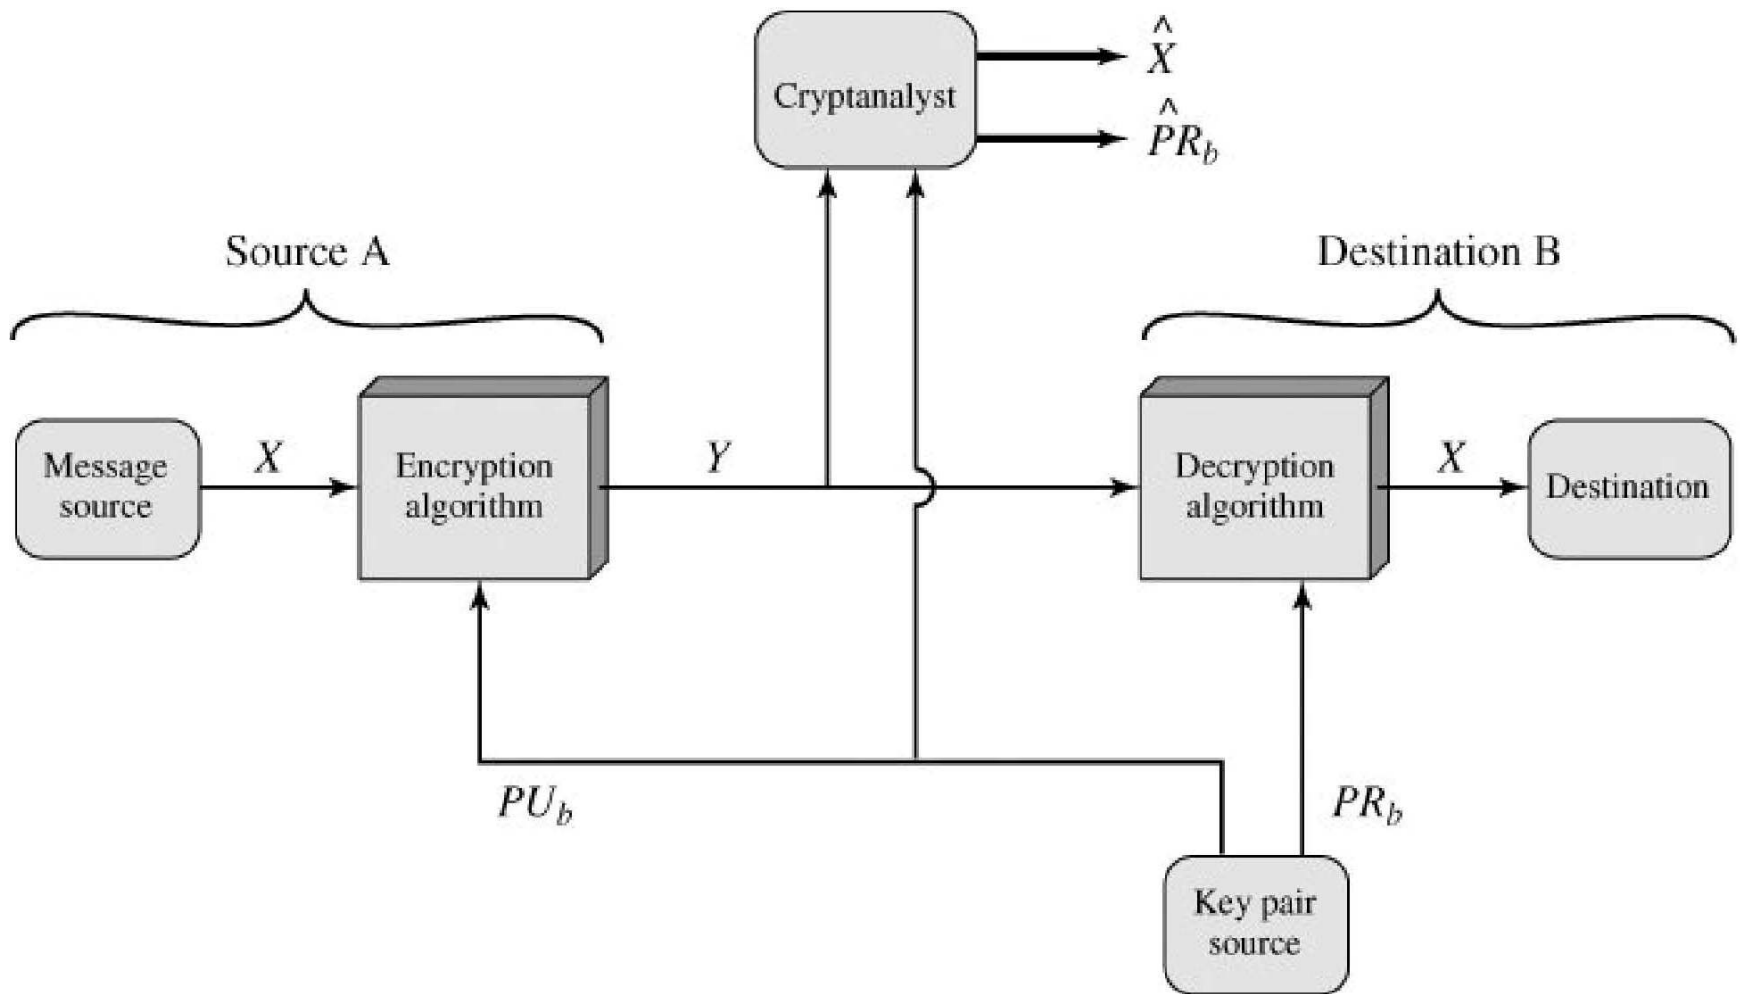 X̂
Cryptanalyst
P̂R_b
Source A
Destination B
Message
source
X
Encryption
algorithm
Y
Decryption
algorithm
X
Destination
PU_b
PR_b
Key pair
source